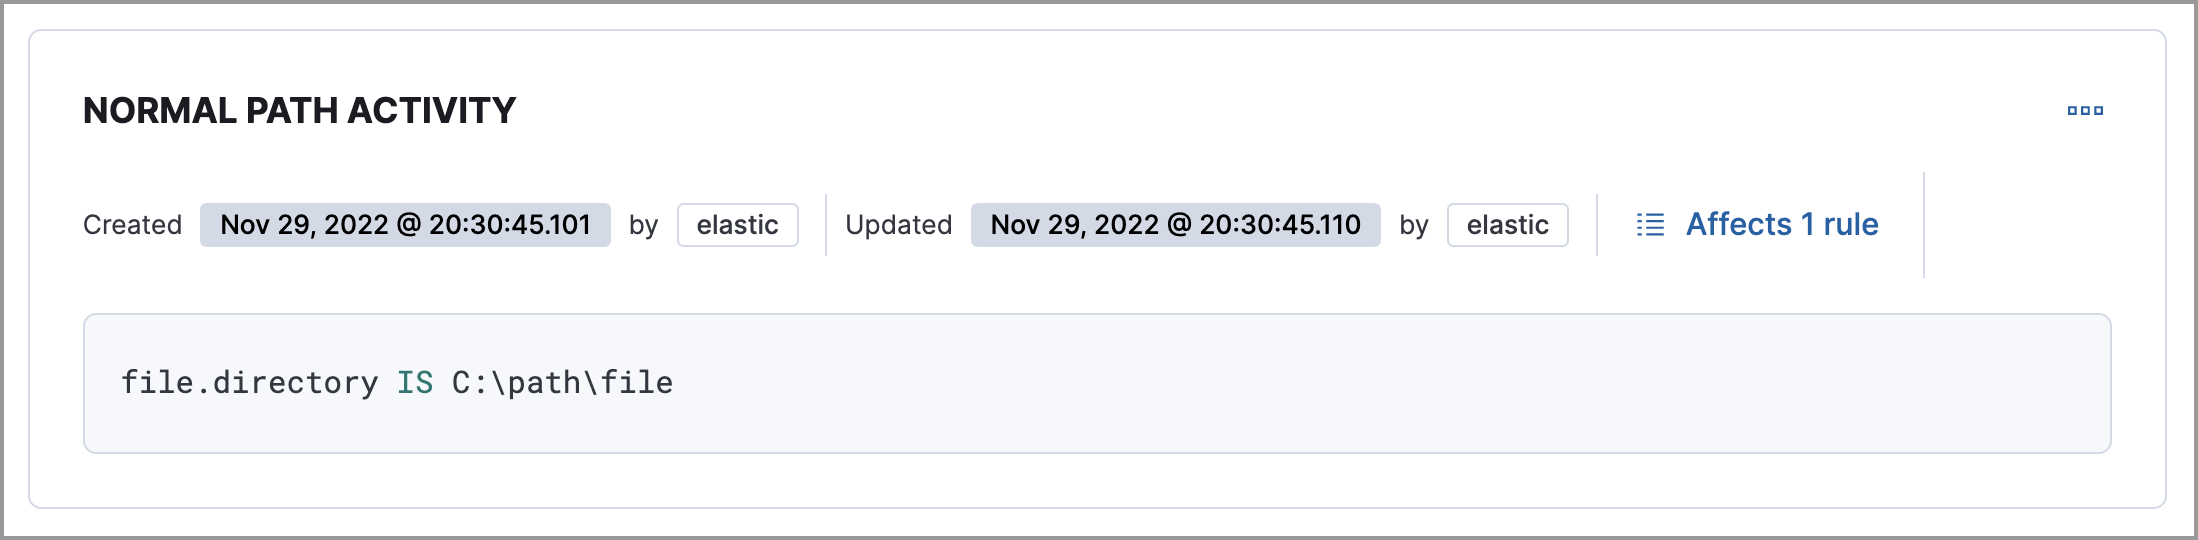 NORMAL PATH ACTIVITY
Created Nov 29, 2022 @ 20:30:45.101 by elastic Updated Nov 29, 2022 @ 20:30:45.110 by elastic Affects 1 rule
file.directory IS C:\path\file